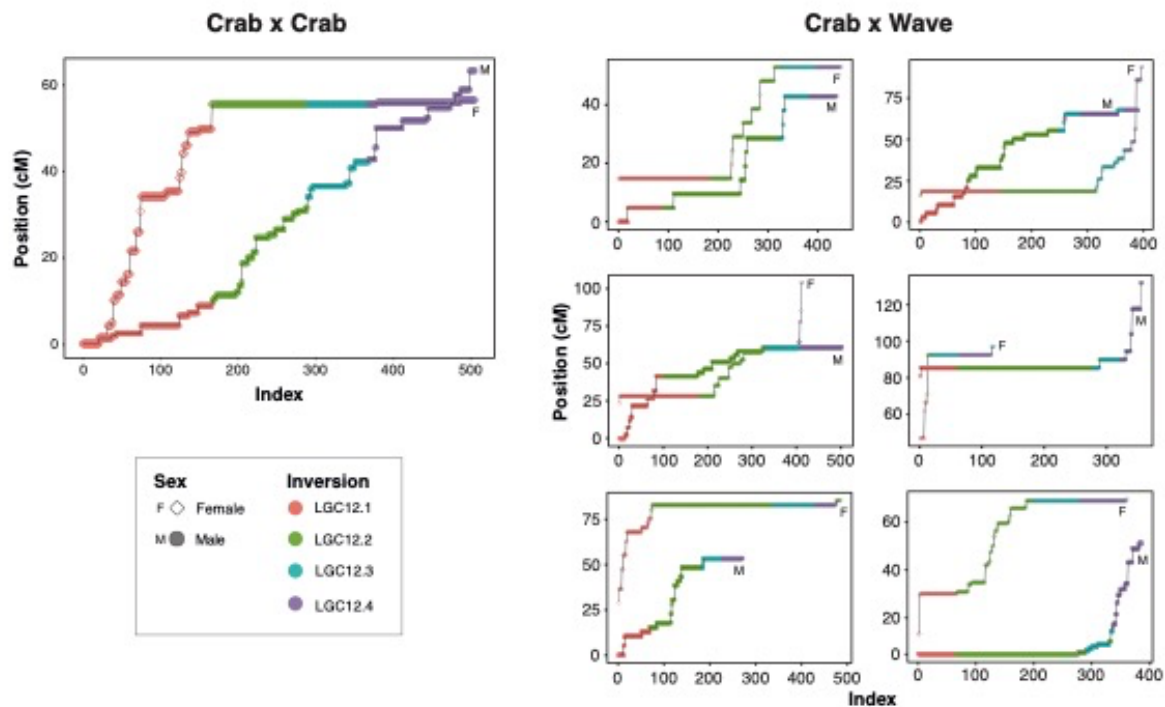 Crab x Crab
Crab x Wave
Position (cM)
60
40
20
0
M
F
0 100 200 300 400 500
Index
40
20
0
F
M
0 100 200 300 400
75
50
25
0
F
M
0 100 200 300 400
Position (cM)
100
75
50
25
0
F
M
0 100 200 300 400 500
120
100
80
60
F
M
0 100 300
Sex
F Female
M Male
Inversion
LGC12.1
LGC12.2
LGC12.3
LGC12.4
75
50
25
0
F
M
0 100 200 300 400 500
60
40
20
0
F
M
0 100 200 300 400
Index